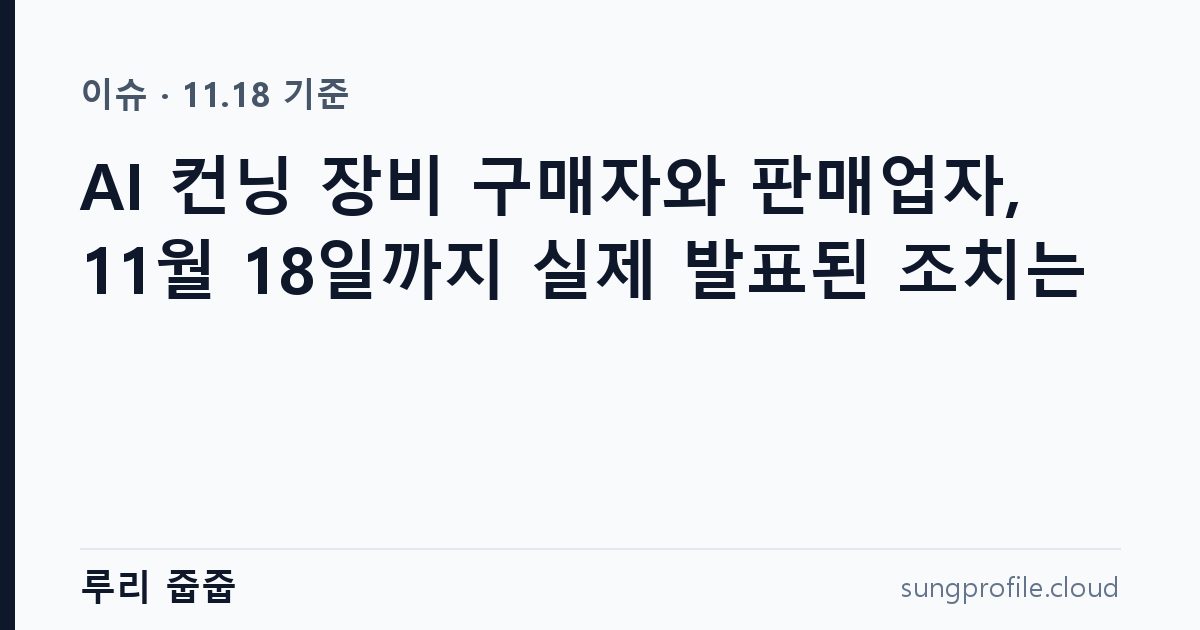 이슈 · 11.18 기준
AI 컨닝 장비 구매자와 판매업자,
11월 18일까지 실제 발표된 조치는
루리 줍줍
sungprofile.cloud